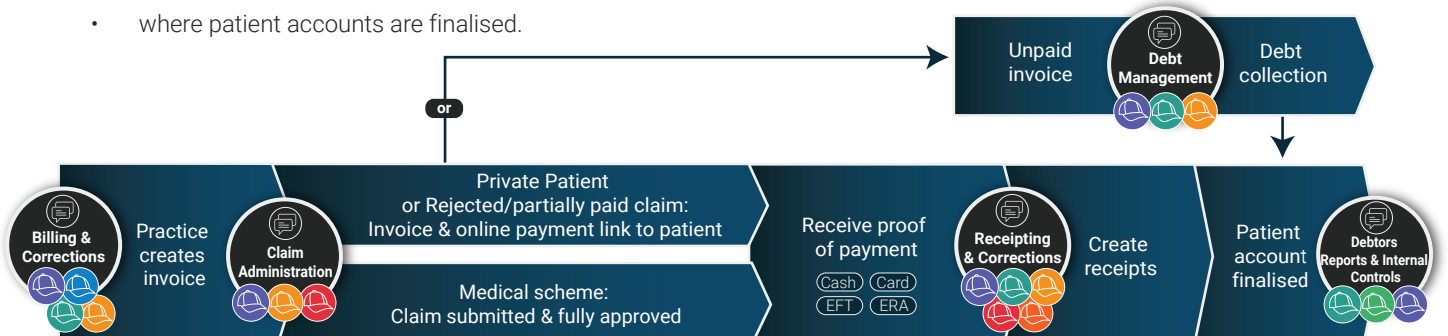 • where patient accounts are finalised.
Unpaid
invoice
Debt
Management
Debt
collection
or
Billing &
Corrections
Practice
creates
invoice
Claim
Administration
Private Patient
or Rejected/partially paid claim:
Invoice & online payment link to patient
Medical scheme:
Claim submitted & fully approved
Receive proof
of payment
Cash Card
EFT ERA
Receipting
& Corrections
Create
receipts
Patient
account
finalised
Debtors
Reports & Internal
Controls